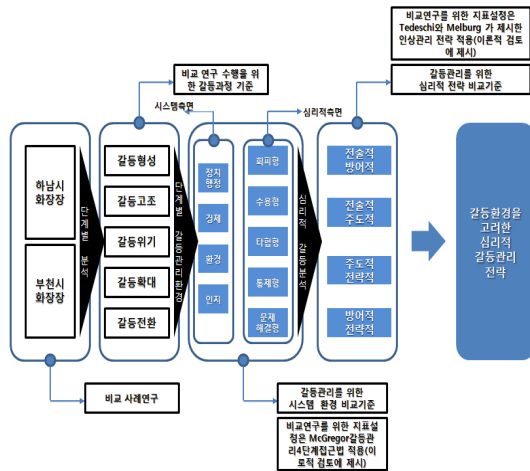 비교연구를 위한 지표설정은
Tedeschi와 Melburg 가 제시한
인상관리 전략 적용(이론적 검토
에 제시)
비교 연구 수행을 위
한 갈등과정 기준
갈등관리를 위한
심리적 전략 비교기준
시스템측면
심리적측면
하남시
화장장
부천시
화장장
단계별 분석
갈등형성
갈등고조
갈등위기
갈등확대
갈등전환
단계별 갈등관리환경
정치
행정
경제
환경
인지
회피형
수용형
타협형
통제형
문제
해결형
심리적 갈등분석
전술적
방어적
전술적
주도적
주도적
전략적
방어적
전략적
갈등환경을
고려한
심리적
갈등관리
전략
비교 사례연구
갈등관리를 위한
시스템 환경 비교기준
비교연구를 위한 지표설
정은 McGregor갈등관
리4단계접근법 적용(이
로적 검토에 제시)